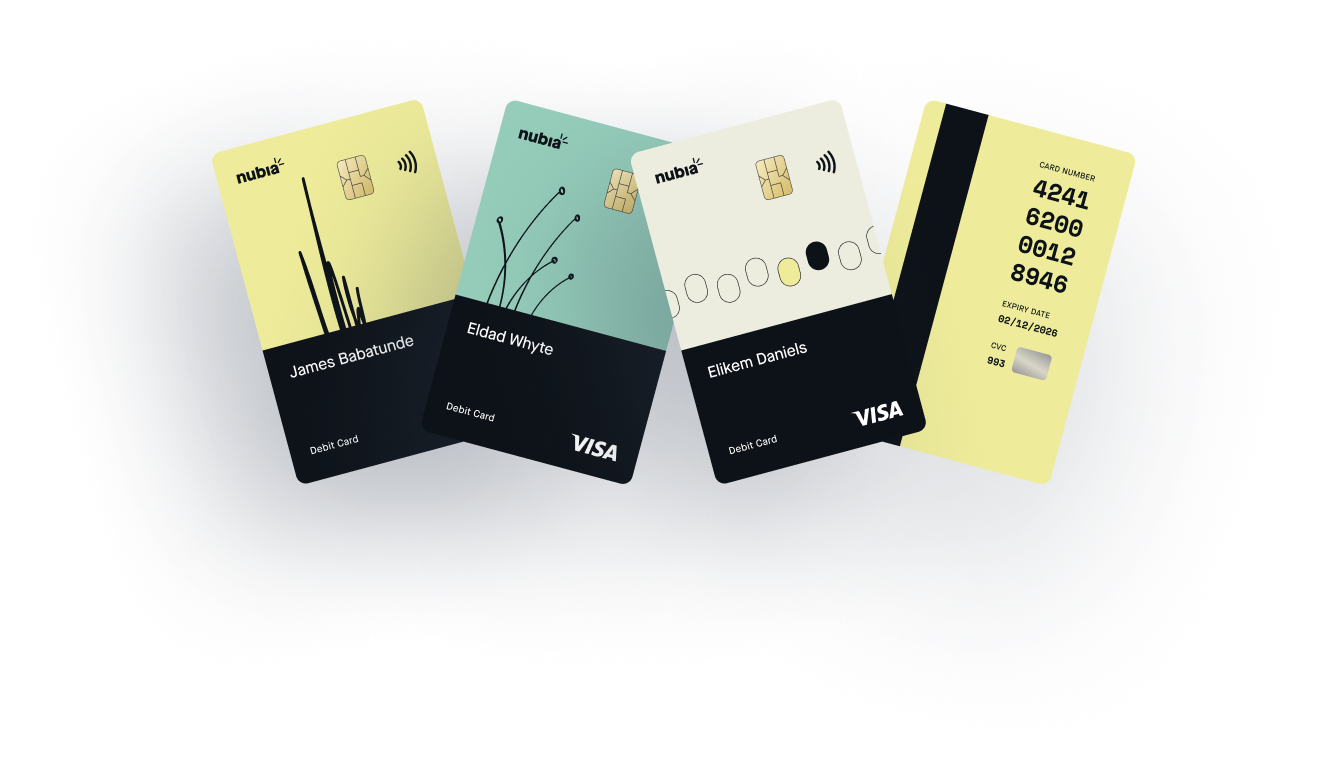 nubia
James Babatunde
Debit Card
nubia
Eldad Whyte
Debit Card
VISA
nubia
Elikem Daniels
Debit Card
VISA
CARD NUMBER
4241
6200
0012
8946
EXPIRY DATE
02/12/2026
CVC
993